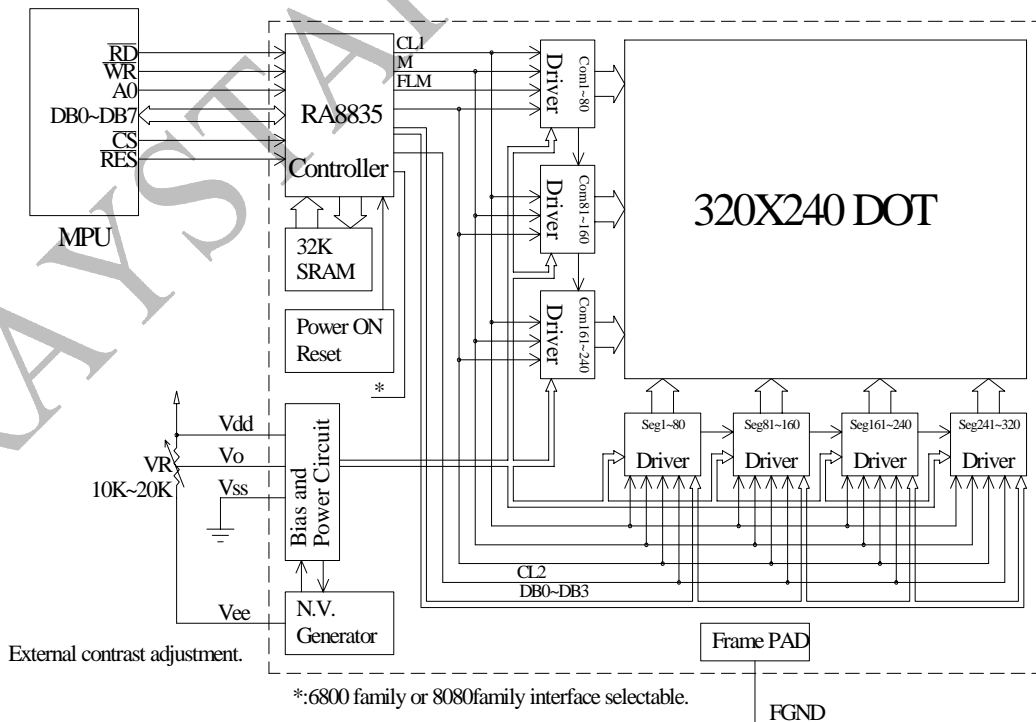 RAYSTA
RD
WR
A0
DB0~DB7
CS
RES
MPU
RA8835
Controller
CL1
M
FLM
32K
SRAM
Power ON
Reset
*
Driver
Com1~80
Driver
Com81~160
Driver
Com161~240
320X240 DOT
Seg1~80
Driver
Seg81~160
Driver
Seg161~240
Driver
Seg241~320
Driver
Vdd
VR
Vo
10K~20K
Vss
Bias and
Power Circuit
CL2
DB0~DB3
Vee
N.V.
Generator
External contrast adjustment.
Frame PAD
*:6800 family or 8080family interface selectable.
FGND